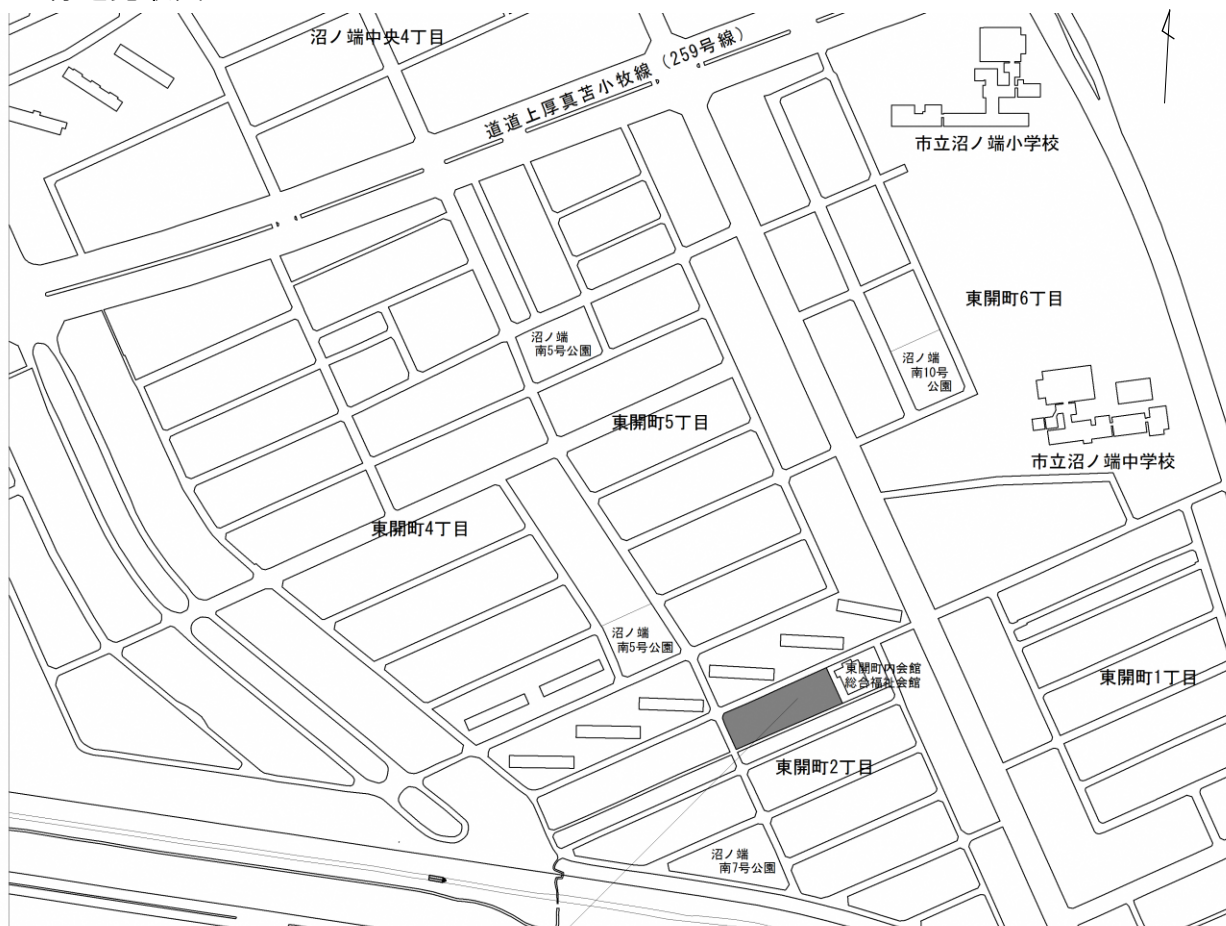 沼ノ端中央4丁目
道道上厚真苫小牧線（259号線）
市立沼ノ端小学校
東開町6丁目
沼ノ端
南5号公園
沼ノ端
南10号
公園
東開町5丁目
市立沼ノ端中学校
東開町4丁目
沼ノ端
南5号公園
東開町内会館
総合福祉会館
東開町1丁目
東開町2丁目
沼ノ端
南7号公園